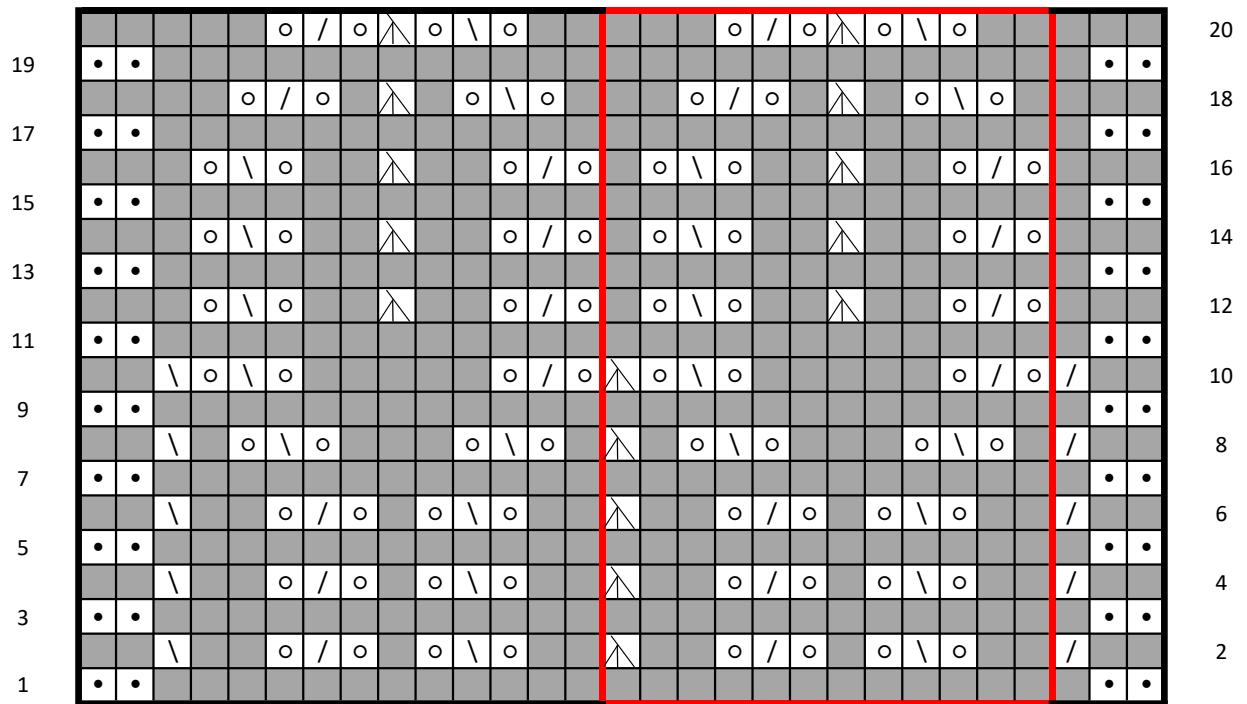 o / o o \ o o / o o \ o 20
19 • • • •
o / o o \ o o / o o \ o 18
17 • • • •
o \ o o / o o \ o o / o 16
15 • • • •
o \ o o / o o \ o o / o 14
13 • • • •
o \ o o / o o \ o o / o 12
11 • • • •
\ o \ o o / o o \ o o / o / 10
9 • • • •
\ o \ o o \ o o \ o o \ o / 8
7 • • • •
\ o / o o \ o o / o o \ o / 6
5 • • • •
\ o / o o \ o o / o o \ o / 4
3 • • • •
\ o / o o \ o o / o o \ o / 2
1 • • • •